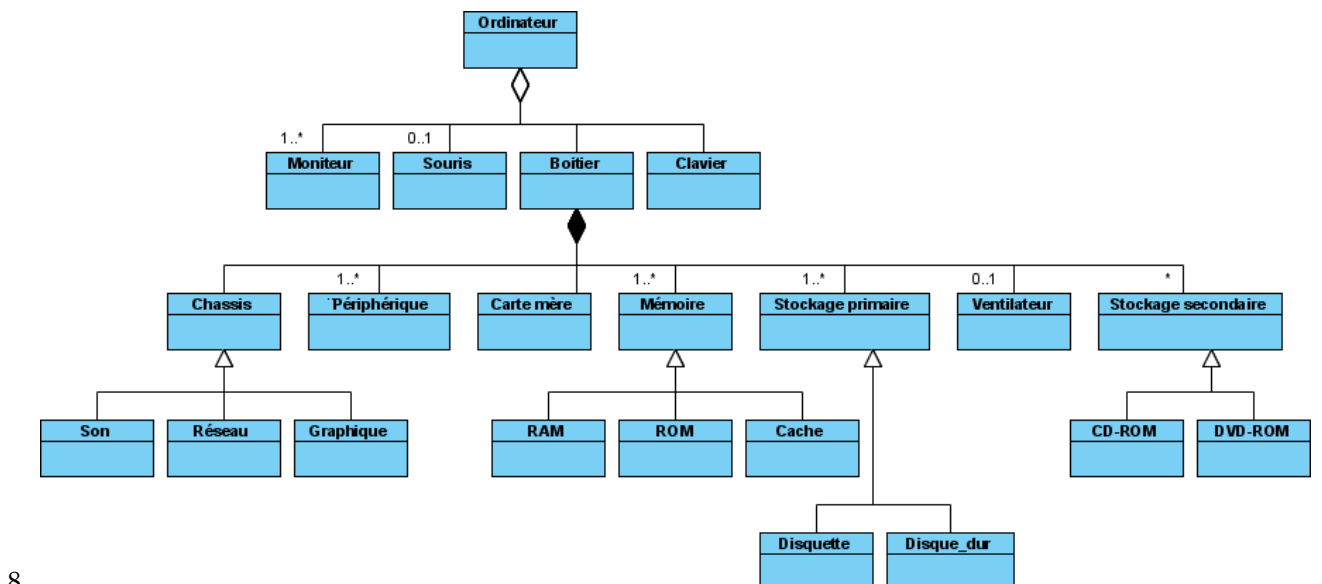 Ordinateur
1..* 0..1
Moniteur Souris Boitier Clavier
1..* 1..* 1..* 0..1 *
Chassis Périphérique Carte mère Mémoire Stockage primaire Ventilateur Stockage secondaire
Son Réseau Graphique RAM ROM Cache CD-ROM DVD-ROM
Disquette Disque_dur
8